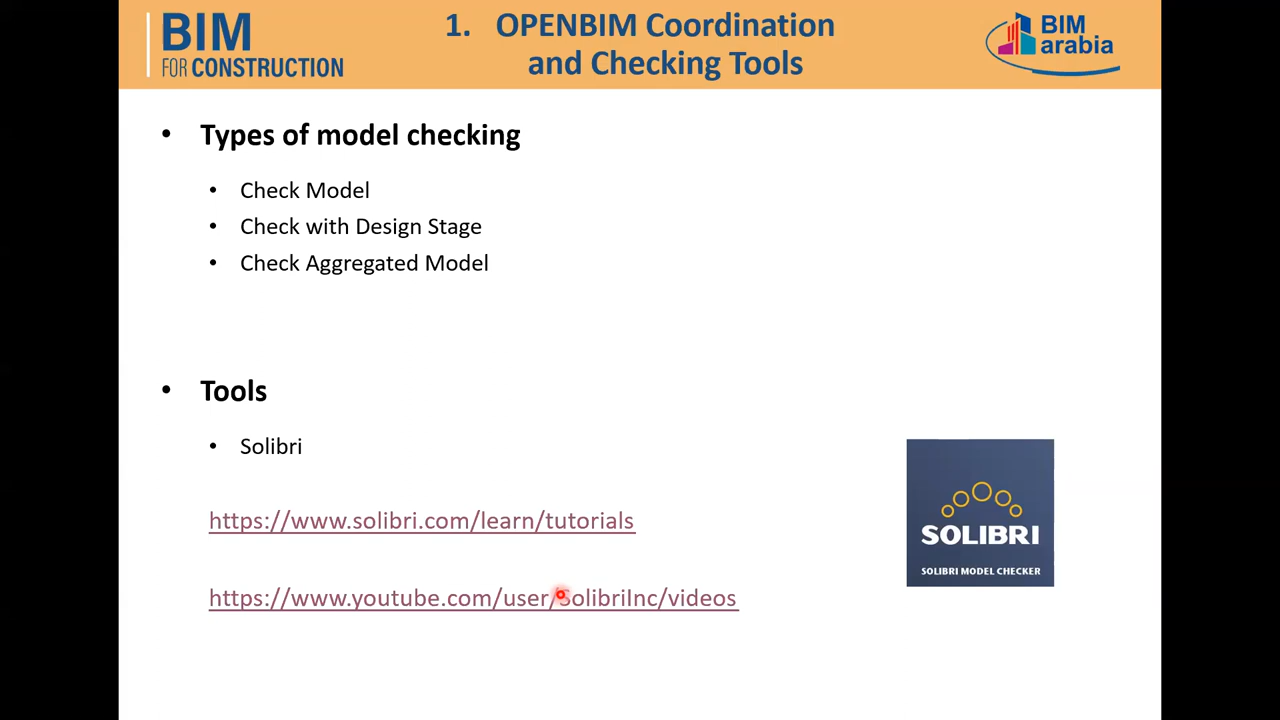 BIM
FOR CONSTRUCTION
1. OPENBIM Coordination
and Checking Tools
BIM
arabia
• Types of model checking
• Check Model
• Check with Design Stage
• Check Aggregated Model
• Tools
• Solibri
https://www.solibri.com/learn/tutorials
https://www.youtube.com/user/SolibriInc/videos
SOLIBRI
SOLIBRI MODEL CHECKER